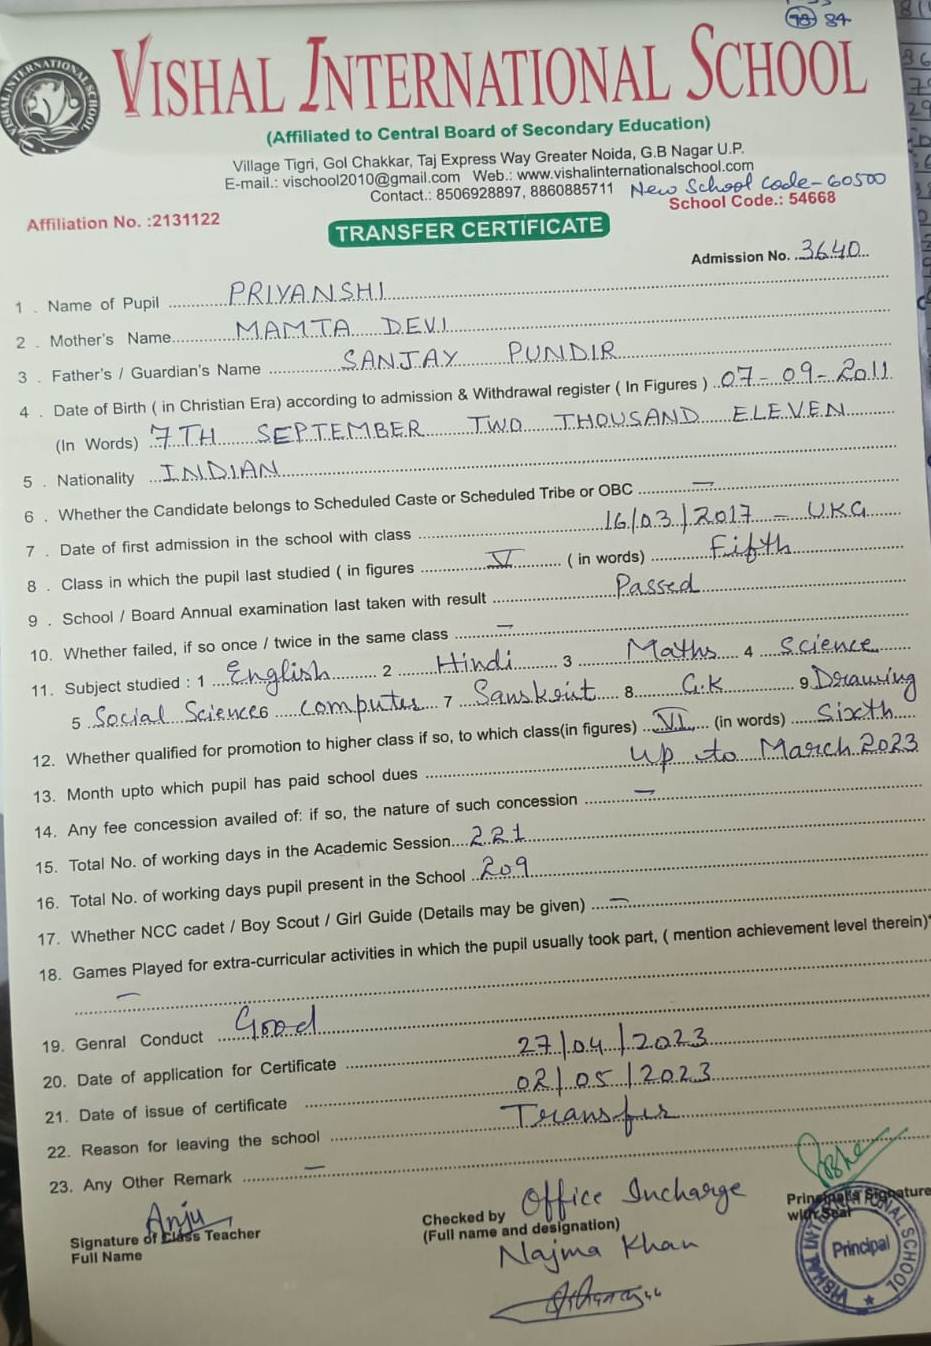 78 84
VISHAL INTERNATIONAL SCHOOL
VISHAL INTERNATIONAL SCHOOL
(Affiliated to Central Board of Secondary Education)
Village Tigri, Gol Chakkar, Taj Express Way Greater Noida, G.B Nagar U.P.
E-mail.: vischool2010@gmail.com Web.: www.vishalinternationalschool.com
Contact.: 8506928897, 8860885711 New School Code-60500
Affiliation No. :2131122 School Code.: 54668
TRANSFER CERTIFICATE
Admission No. 3640
1 . Name of Pupil PRIYANSHI
2 . Mother's Name MAMTA DEVI
3 . Father's / Guardian's Name SANJAY PUNDIR
4 . Date of Birth ( in Christian Era) according to admission & Withdrawal register ( In Figures ) 07-09-2011
(In Words) 7TH SEPTEMBER TWO THOUSAND ELEVEN
5 . Nationality INDIAN
6 . Whether the Candidate belongs to Scheduled Caste or Scheduled Tribe or OBC —
7 . Date of first admission in the school with class 16/03/2017 - UKG
8 . Class in which the pupil last studied ( in figures V ( in words) Fifth
9 . School / Board Annual examination last taken with result Passed
10. Whether failed, if so once / twice in the same class —
11. Subject studied : 1 English 2 Hindi 3 Maths 4 Science
5 Social Science 6 Computer 7 Sanskrit 8 G.K 9 Drawing
12. Whether qualified for promotion to higher class if so, to which class(in figures) VI (in words) Sixth
13. Month upto which pupil has paid school dues up to March 2023
14. Any fee concession availed of: if so, the nature of such concession —
15. Total No. of working days in the Academic Session 221
16. Total No. of working days pupil present in the School 209
17. Whether NCC cadet / Boy Scout / Girl Guide (Details may be given) —
18. Games Played for extra-curricular activities in which the pupil usually took part, ( mention achievement level therein)
—
19. Genral Conduct Good
20. Date of application for Certificate 27/04/2023
21. Date of issue of certificate 02/05/2023
22. Reason for leaving the school Transfer
23. Any Other Remark —
Anju
Signature of Class Teacher
Full Name
Checked by Office Incharge
(Full name and designation)
Najma Khan
Principal's Signature
with Seal
VISHAL INTERNATIONAL SCHOOL
Principal